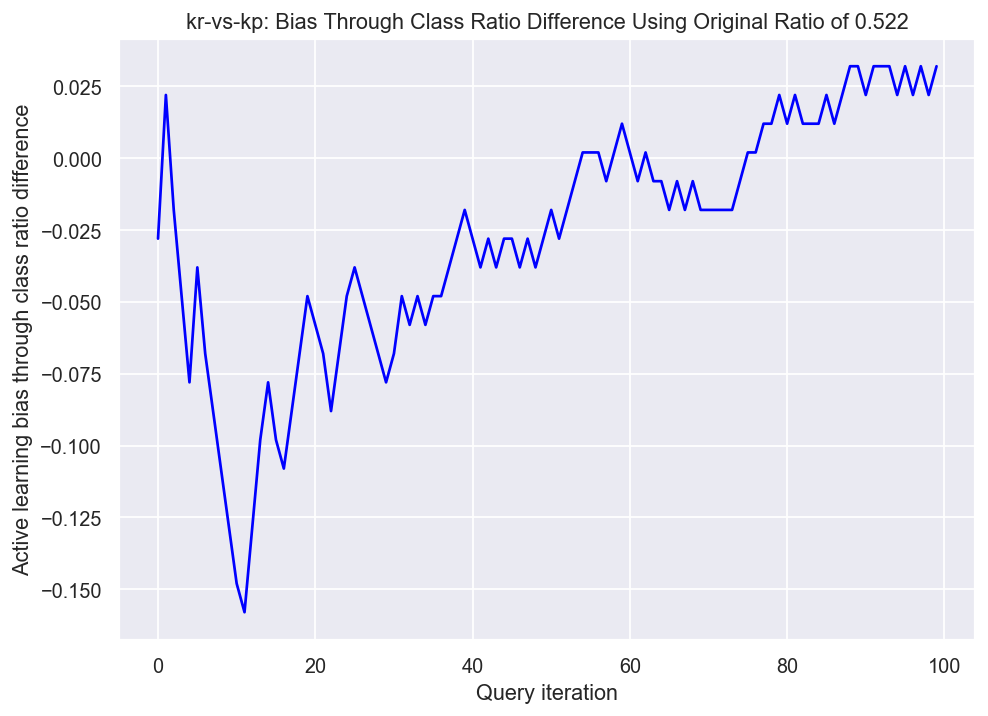 kr-vs-kp: Bias Through Class Ratio Difference Using Original Ratio of 0.522
Active learning bias through class ratio difference
0.025
0.000
−0.025
−0.050
−0.075
−0.100
−0.125
−0.150
0 20 40 60 80 100
Query iteration